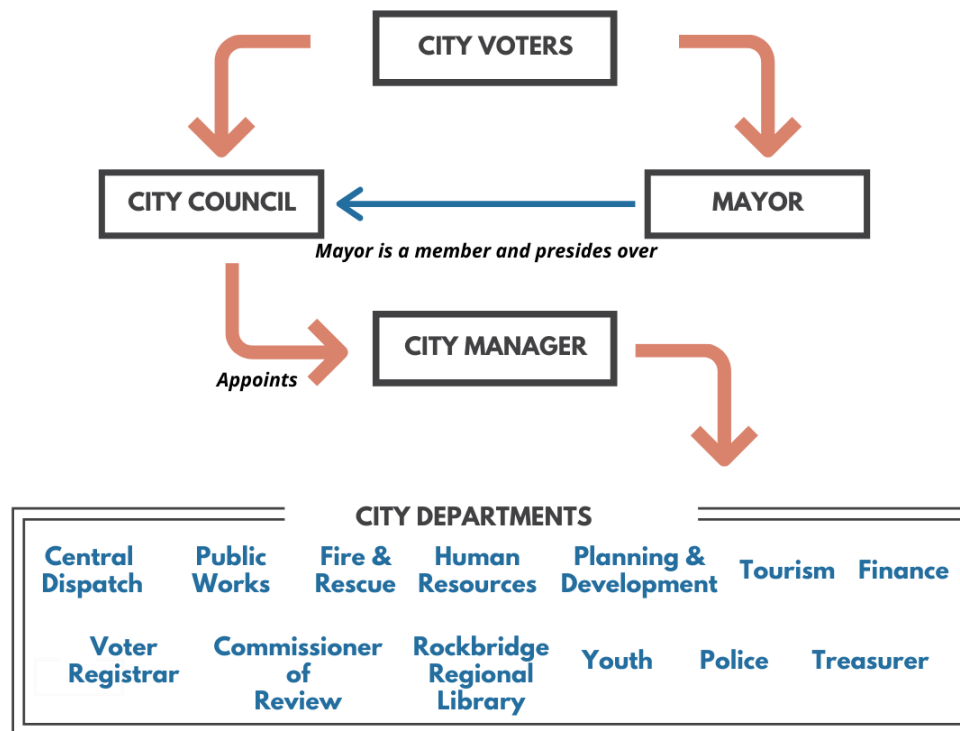 CITY VOTERS
CITY COUNCIL
MAYOR
Mayor is a member and presides over
CITY MANAGER
Appoints
CITY DEPARTMENTS
Central
Dispatch
Public
Works
Fire &
Rescue
Human
Resources
Planning &
Development
Tourism
Finance
Voter
Registrar
Commissioner
of
Review
Rockbridge
Regional
Library
Youth
Police
Treasurer